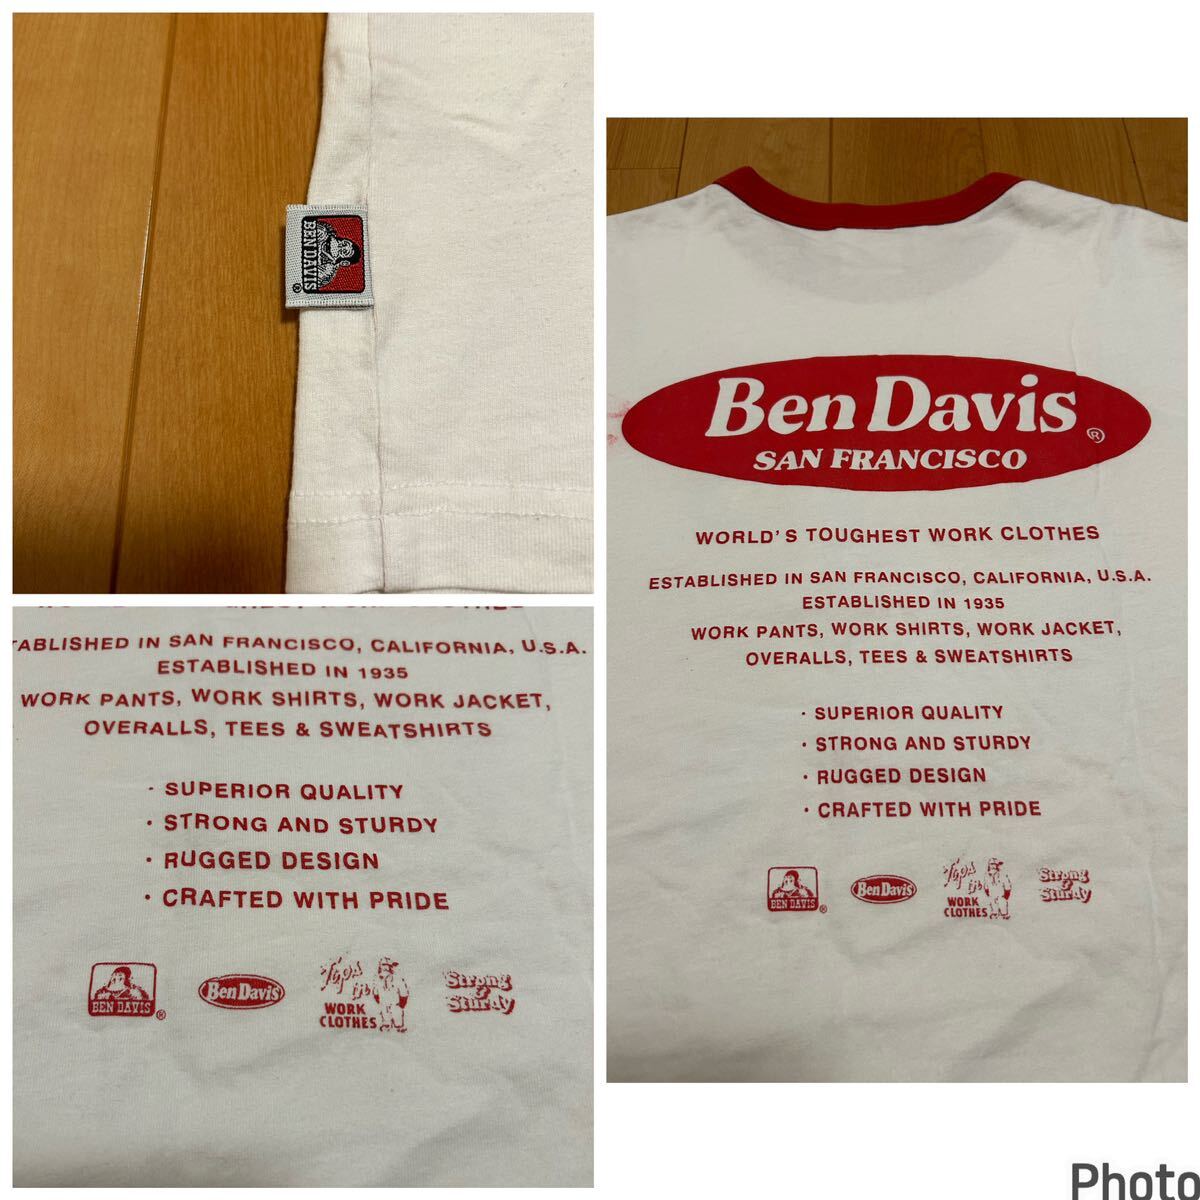 BEN DAVIS
®
TABLISHED IN SAN FRANCISCO, CALIFORNIA, U.S.A.
ESTABLISHED IN 1935
WORK PANTS, WORK SHIRTS, WORK JACKET,
OVERALLS, TEES & SWEATSHIRTS
· SUPERIOR QUALITY
· STRONG AND STURDY
· RUGGED DESIGN
· CRAFTED WITH PRIDE
BEN DAVIS ®
Ben Davis
Tops in
WORK
CLOTHES
Strong
&
Sturdy
Ben Davis ®
SAN FRANCISCO
WORLD'S TOUGHEST WORK CLOTHES
ESTABLISHED IN SAN FRANCISCO, CALIFORNIA, U.S.A.
ESTABLISHED IN 1935
WORK PANTS, WORK SHIRTS, WORK JACKET,
OVERALLS, TEES & SWEATSHIRTS
· SUPERIOR QUALITY
· STRONG AND STURDY
· RUGGED DESIGN
· CRAFTED WITH PRIDE
BEN DAVIS ®
Ben Davis
Tops in
WORK
CLOTHES
Strong
&
Sturdy
Photo